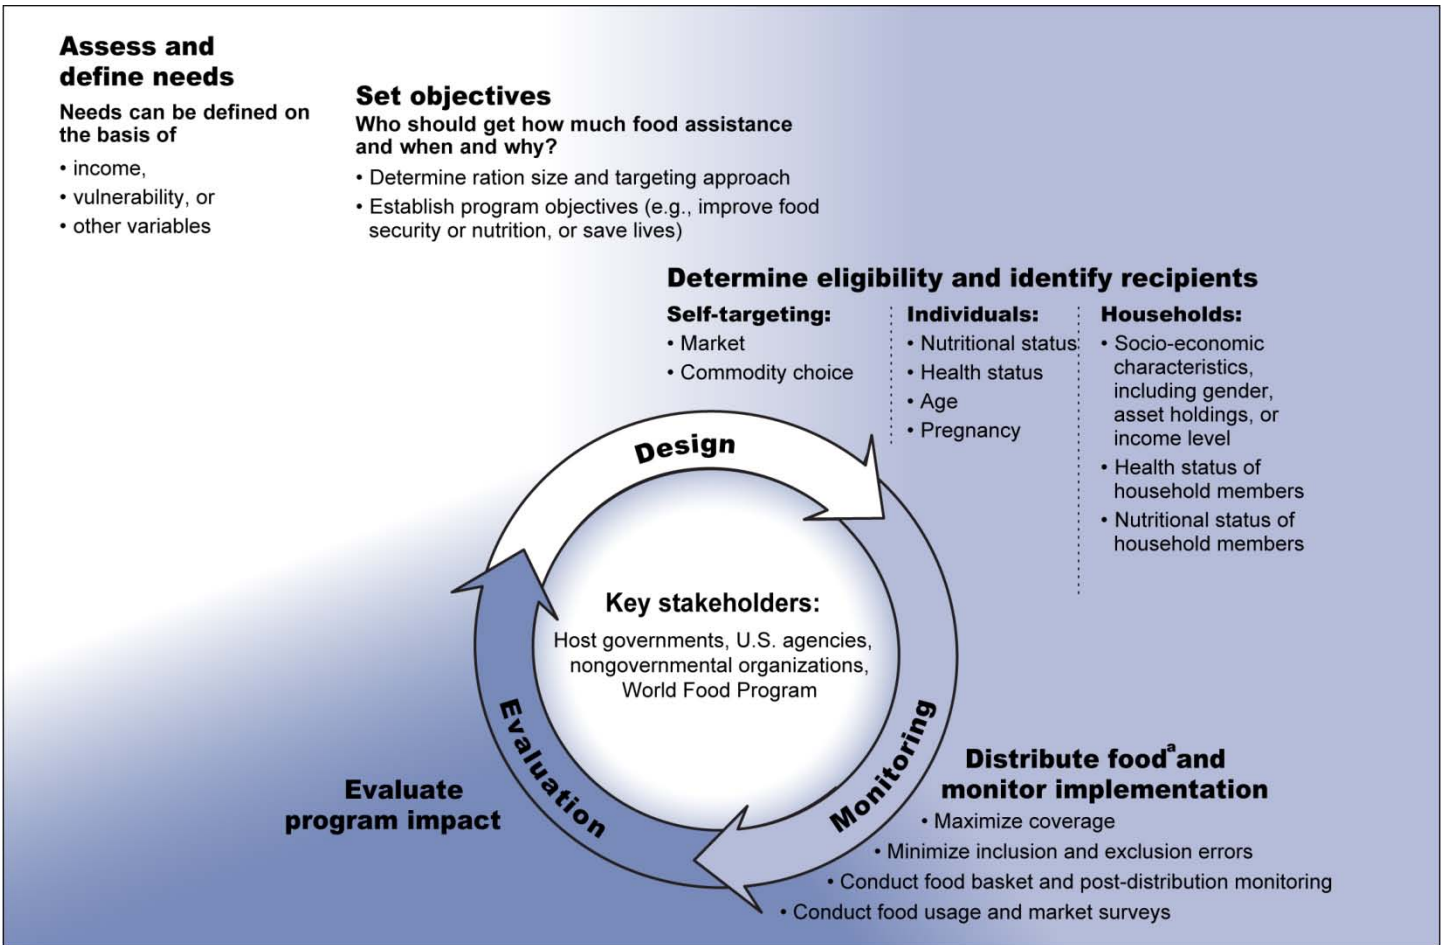 Assess and
define needs
Needs can be defined on
the basis of
• income,
• vulnerability, or
• other variables
Set objectives
Who should get how much food assistance
and when and why?
• Determine ration size and targeting approach
• Establish program objectives (e.g., improve food
security or nutrition, or save lives)
Determine eligibility and identify recipients
Self-targeting:
• Market
• Commodity choice
Individuals:
• Nutritional status
• Health status
• Age
• Pregnancy
Households:
• Socio-economic
characteristics,
including gender,
asset holdings, or
income level
• Health status of
household members
• Nutritional status of
household members
Design
Key stakeholders:
Host governments, U.S. agencies,
nongovernmental organizations,
World Food Program
Monitoring
Distribute food a and
monitor implementation
• Maximize coverage
• Minimize inclusion and exclusion errors
• Conduct food basket and post-distribution monitoring
• Conduct food usage and market surveys
Evaluation
Evaluate
program impact